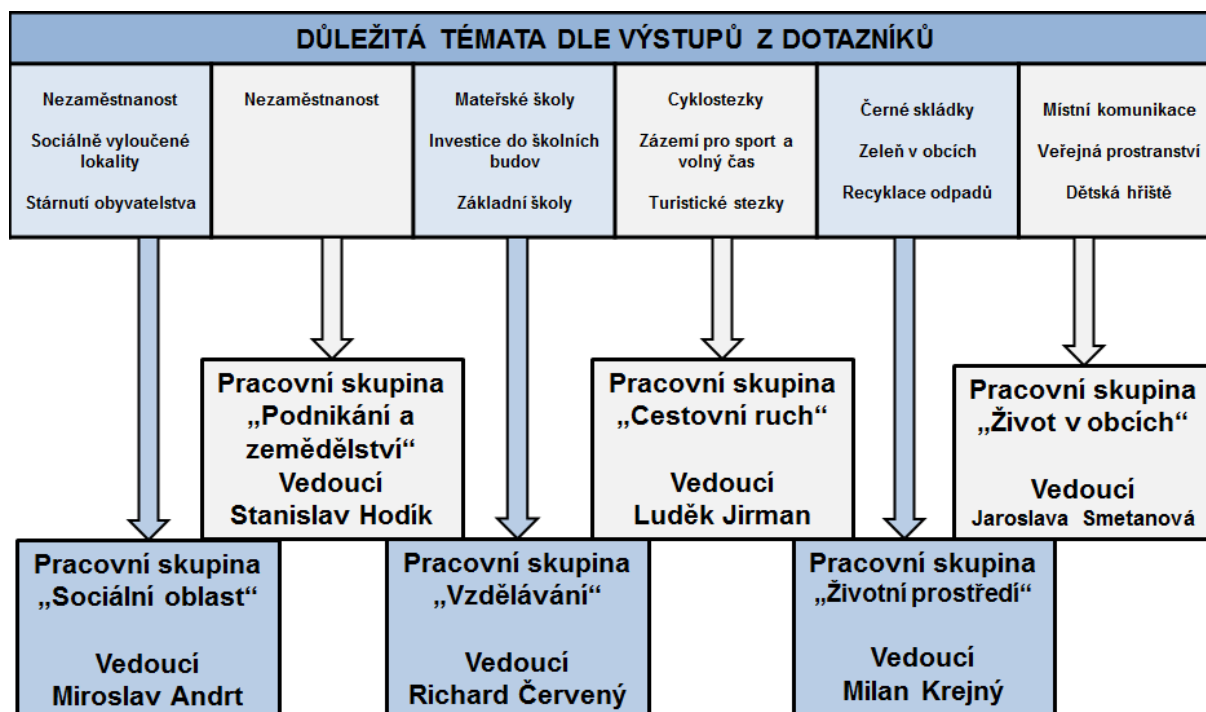 DŮLEŽITÁ TÉMATA DLE VÝSTUPŮ Z DOTAZNÍKŮ
Nezaměstnanost
Sociálně vyloučené
lokality
Stárnutí obyvatelstva
Nezaměstnanost
Mateřské školy
Investice do školních
budov
Základní školy
Cyklostezky
Zázemí pro sport a
volný čas
Turistické stezky
Černé skládky
Zeleň v obcích
Recyklace odpadů
Místní komunikace
Veřejná prostranství
Dětská hřiště
Pracovní skupina
„Podnikání a
zemědělství“
Vedoucí
Stanislav Hodík
Pracovní skupina
„Cestovní ruch“
Vedoucí
Luděk Jirman
Pracovní skupina
„Život v obcích“
Vedoucí
Jaroslava Smetanová
Pracovní skupina
„Sociální oblast“
Vedoucí
Miroslav Andrt
Pracovní skupina
„Vzdělávání“
Vedoucí
Richard Červený
Pracovní skupina
„Životní prostředí“
Vedoucí
Milan Krejný